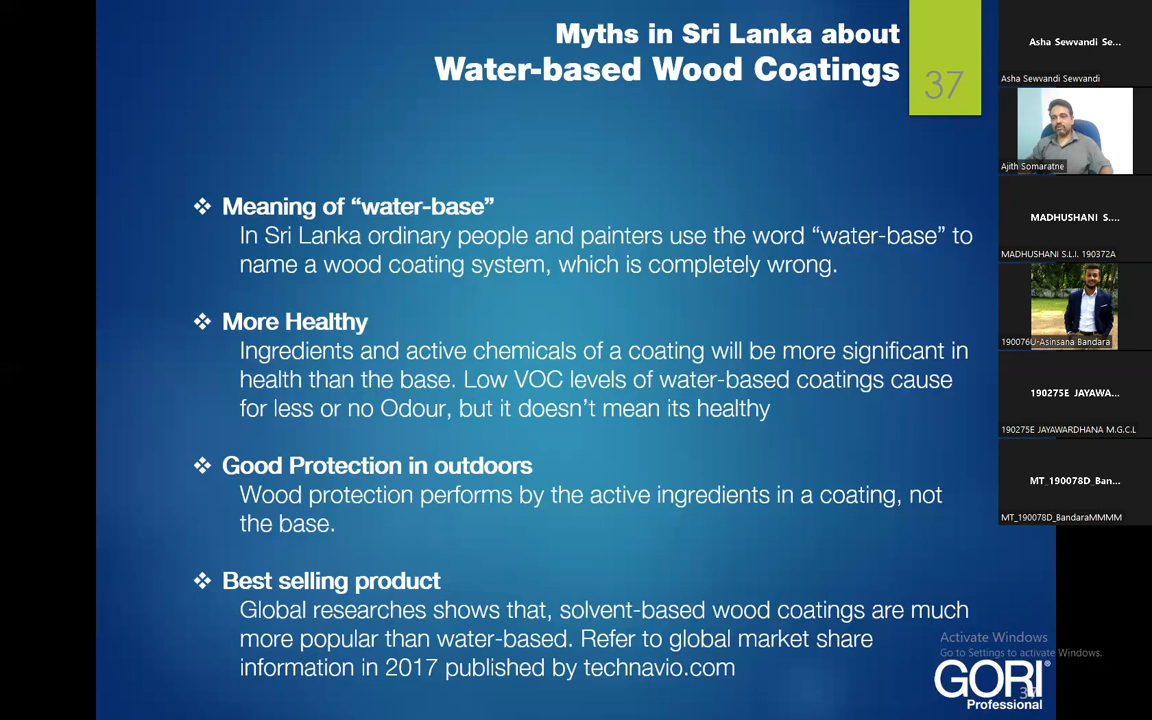 Myths in Sri Lanka about
Water-based Wood Coatings
37
❖ Meaning of “water-base”
In Sri Lanka ordinary people and painters use the word “water-base” to
name a wood coating system, which is completely wrong.
❖ More Healthy
Ingredients and active chemicals of a coating will be more significant in
health than the base. Low VOC levels of water-based coatings cause
for less or no Odour, but it doesn’t mean its healthy
❖ Good Protection in outdoors
Wood protection performs by the active ingredients in a coating, not
the base.
❖ Best selling product
Global researches shows that, solvent-based wood coatings are much
more popular than water-based. Refer to global market share
information in 2017 published by technavio.com
Activate Windows
Go to Settings to activate Windows.
GORI®
Professional
Asha Sewvandi Se...
Asha Sewvandi Sewvandi
Ajith Somaratne
MADHUSHANI S....
MADHUSHANI S.L.I. 190372A
190076U-Asinsana Bandara
190275E JAYAWA...
190275E JAYAWARDHANA M.G.C.L
MT_190078D_Ban...
MT_190078D_BandaraMMMM